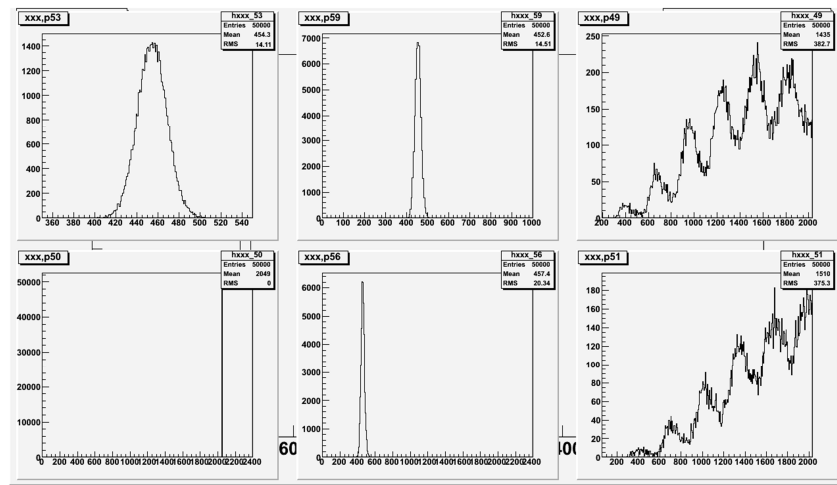 xxx,p53
hxxx_53
Entries 50000
Mean 454.3
RMS 14.11
1400
1200
1000
800
600
400
200
0
360 380 400 420 440 460 480 500 520 540
xxx,p59
hxxx_59
Entries 50000
Mean 452.6
RMS 14.51
7000
6000
5000
4000
3000
2000
1000
0
0 100 200 300 400 500 600 700 800 900 1000
xxx,p49
hxxx_49
Entries 50000
Mean 1435
RMS 382.7
250
200
150
100
50
0
200 400 600 800 1000 1200 1400 1600 1800 2000
xxx,p50
hxxx_50
Entries 50000
Mean 2049
RMS 0
50000
40000
30000
20000
10000
0
0 200 400 600 800 1000 1200 1400 1600 1800 2000 2200 2400
60
xxx,p56
hxxx_56
Entries 50000
Mean 457.4
RMS 20.34
6000
5000
4000
3000
2000
1000
0
0 200 400 600 800 1000 1200 1400 1600 1800 2000 2200 2400
400
xxx,p51
hxxx_51
Entries 50000
Mean 1510
RMS 375.3
180
160
140
120
100
80
60
40
20
0
200 400 600 800 1000 1200 1400 1600 1800 2000